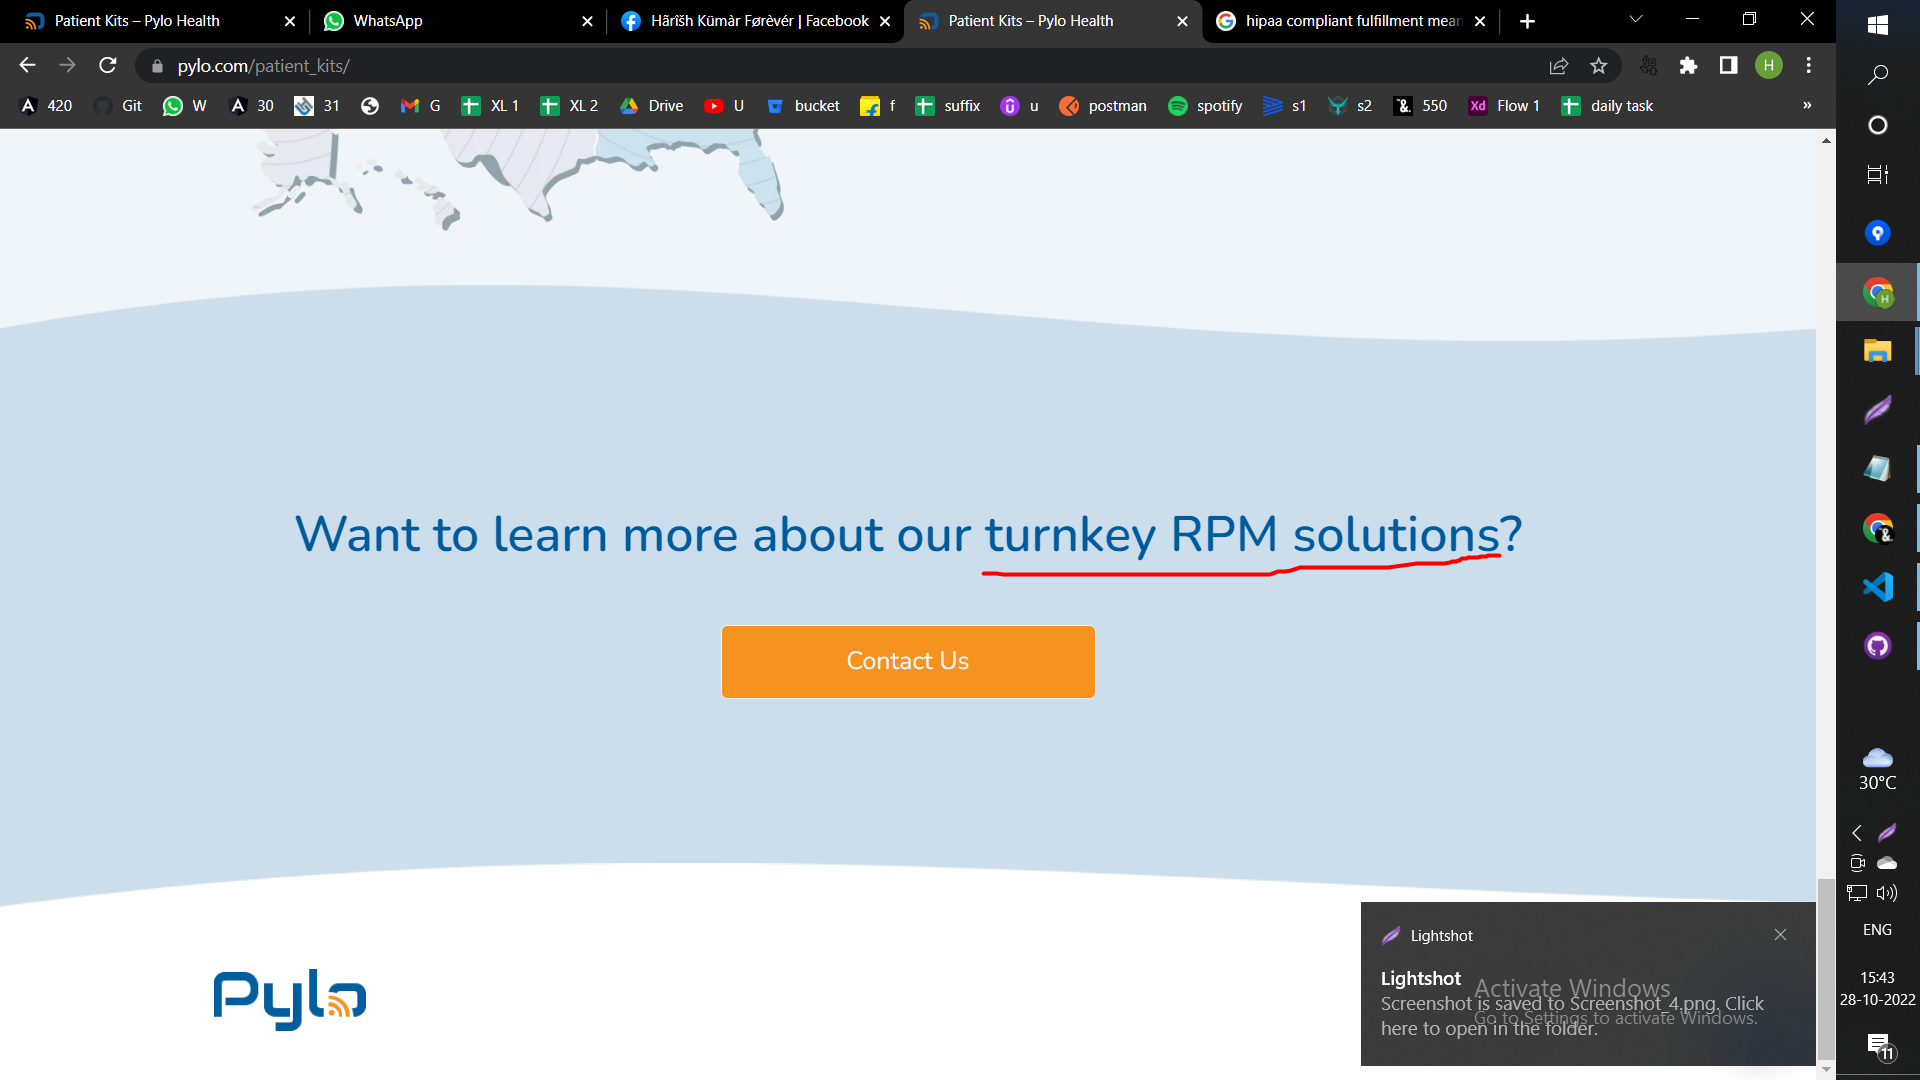 Patient Kits – Pylo Health
WhatsApp
Hãrîsh Kümàr Førèvér | Facebook
Patient Kits – Pylo Health
hipaa compliant fulfillment mean
pylo.com/patient_kits/
H
420 Git W 30 31 G XL 1 XL 2 Drive U bucket f suffix u postman spotify s1 s2 550 Flow 1 daily task »
Want to learn more about our turnkey RPM solutions?
Contact Us
Pylo
Lightshot
Lightshot
Screenshot is saved to Screenshot_4.png. Click
here to open in the folder.
Activate Windows
Go to Settings to activate Windows.
30°C
ENG
15:43
28-10-2022
11